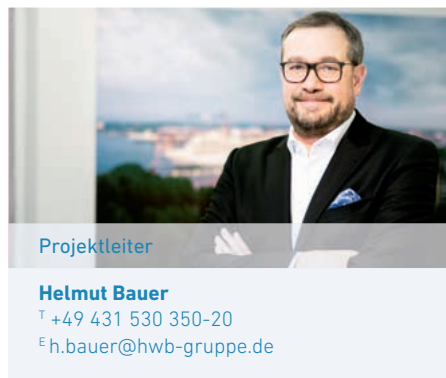 Projektleiter
Helmut Bauer
T +49 431 530 350-20
E h.bauer@hwb-gruppe.de